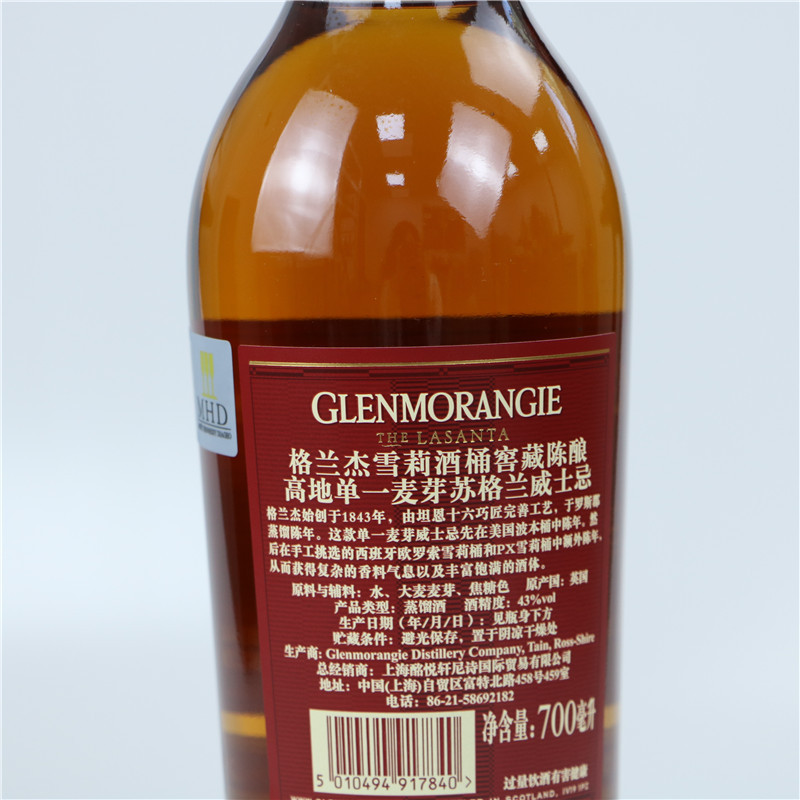 MHD
GLENMORANGIE
THE LASANTA
格兰杰雪莉酒桶窖藏陈酿
高地单一麦芽苏格兰威士忌
格兰杰始创于1843年，由坦恩十六巧匠完善工艺，于罗斯郡
蒸馏陈年。这款单一麦芽威士忌先在美国波本桶中陈年，然
后在手工挑选的西班牙欧罗索雪莉桶和PX雪莉桶中额外陈年，
从而获得复杂的香料气息以及丰富饱满的酒体。
原料与辅料：水、大麦麦芽、焦糖色 原产国：英国
产品类型：蒸馏酒 酒精度：43%vol
生产日期（年/月/日）：见瓶身下方
贮藏条件：避光保存，置于阴凉干燥处
生产商：Glenmorangie Distillery Company, Tain, Ross-Shire
总经销商：上海酩悦轩尼诗国际贸易有限公司
地址：中国(上海)自贸区富特北路458号459室
电话：86-21-58692182
净含量：700毫升
5 010494 917840 >
过量饮酒有害健康
IN SCOTLAND, IV19 1PZ